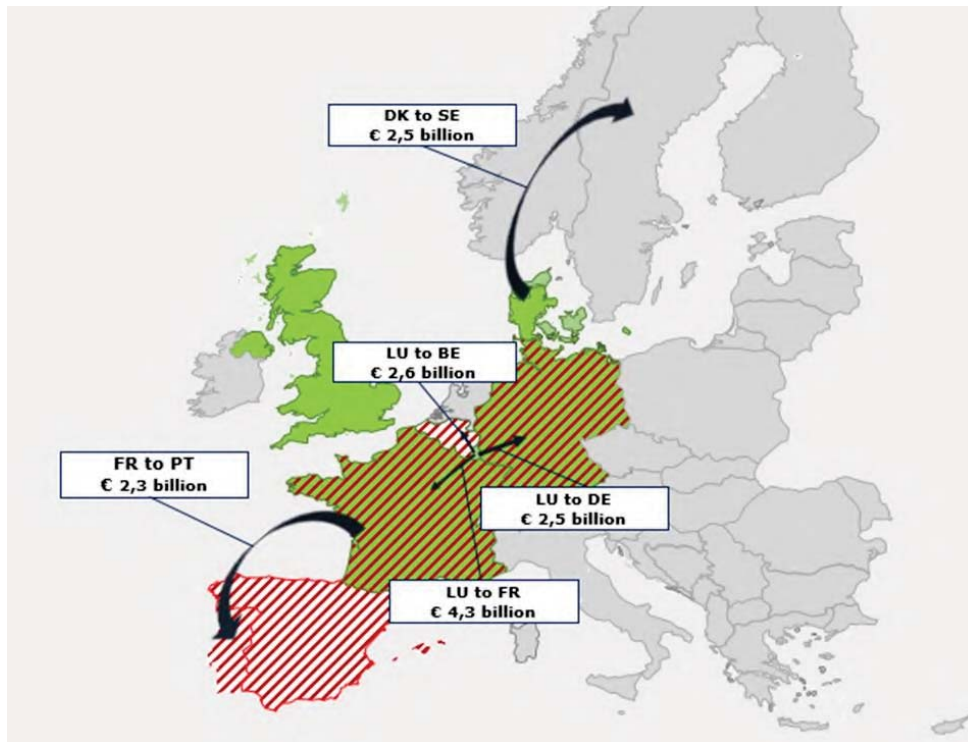 DK to SE
€ 2,5 billion
LU to BE
€ 2,6 billion
FR to PT
€ 2,3 billion
LU to DE
€ 2,5 billion
LU to FR
€ 4,3 billion